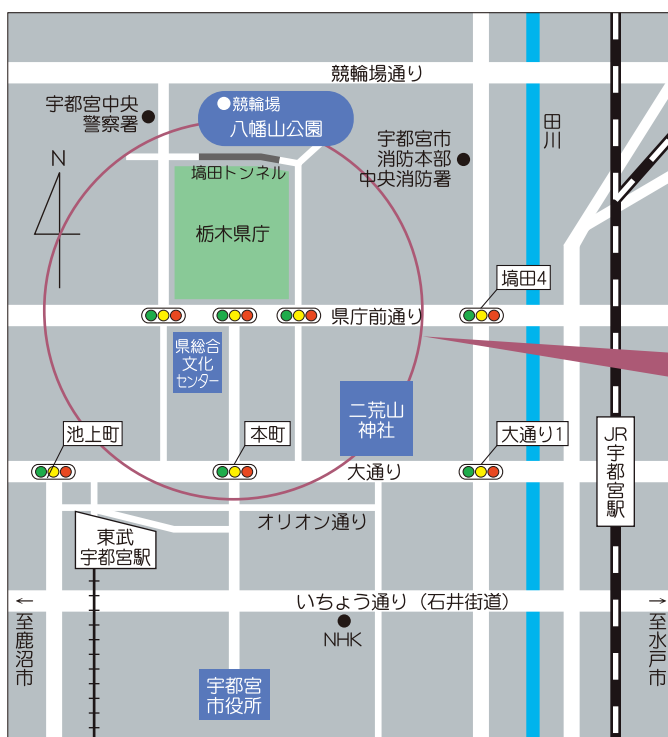 競輪場通り
宇都宮中央
警察署
競輪場
八幡山公園
宇都宮市
消防本部
中央消防署
田川
N
塙田トンネル
栃木県庁
塙田4
県庁前通り
県総合
文化
センター
二荒山
神社
池上町
本町
大通り1
JR宇都宮駅
大通り
オリオン通り
東武
宇都宮駅
いちょう通り（石井街道）
←
至鹿沼市
NHK
→
至水戸市
宇都宮
市役所